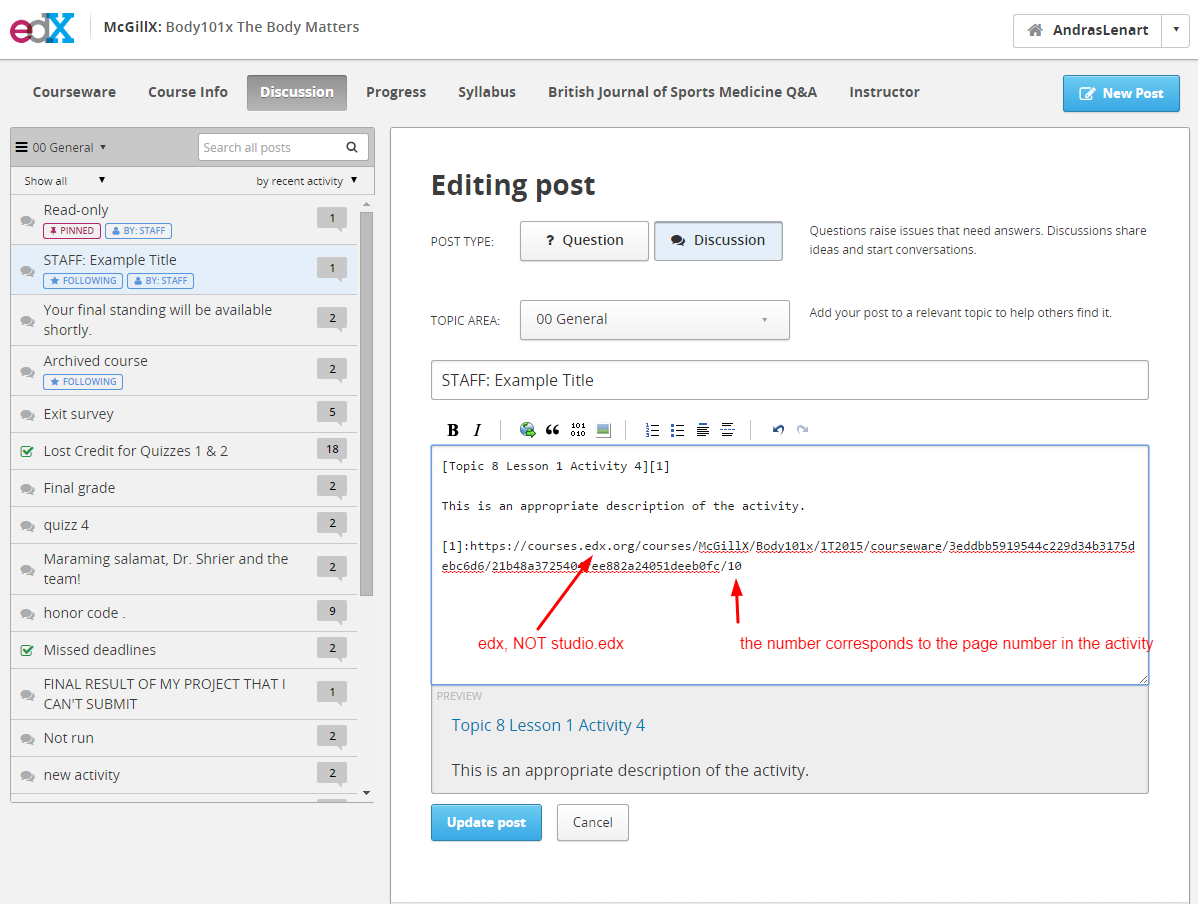 edX
McGillX: Body101x The Body Matters
AndrasLenart
Courseware
Course Info
Discussion
Progress
Syllabus
British Journal of Sports Medicine Q&A
Instructor
New Post
00 General
Search all posts
Show all
by recent activity
Read-only
1
PINNED
BY: STAFF
STAFF: Example Title
1
FOLLOWING
BY: STAFF
Your final standing will be available
shortly.
2
Archived course
2
FOLLOWING
Exit survey
5
Lost Credit for Quizzes 1 & 2
18
Final grade
2
quizz 4
2
Maraming salamat, Dr. Shrier and the
team!
2
honor code .
9
Missed deadlines
2
FINAL RESULT OF MY PROJECT THAT I
CAN'T SUBMIT
1
Not run
2
new activity
2
Editing post
POST TYPE:
? Question
Discussion
Questions raise issues that need answers. Discussions share
ideas and start conversations.
TOPIC AREA:
00 General
Add your post to a relevant topic to help others find it.
STAFF: Example Title
B I
101
010
[Topic 8 Lesson 1 Activity 4][1]
This is an appropriate description of the activity.
[1]:https://courses.edx.org/courses/McGillX/Body101x/1T2015/courseware/3eddbb5919544c229d34b3175d
ee882a24051deeb0fc/10
edx, NOT studio.edx
the number corresponds to the page number in the activity
PREVIEW
Topic 8 Lesson 1 Activity 4
This is an appropriate description of the activity.
Update post
Cancel